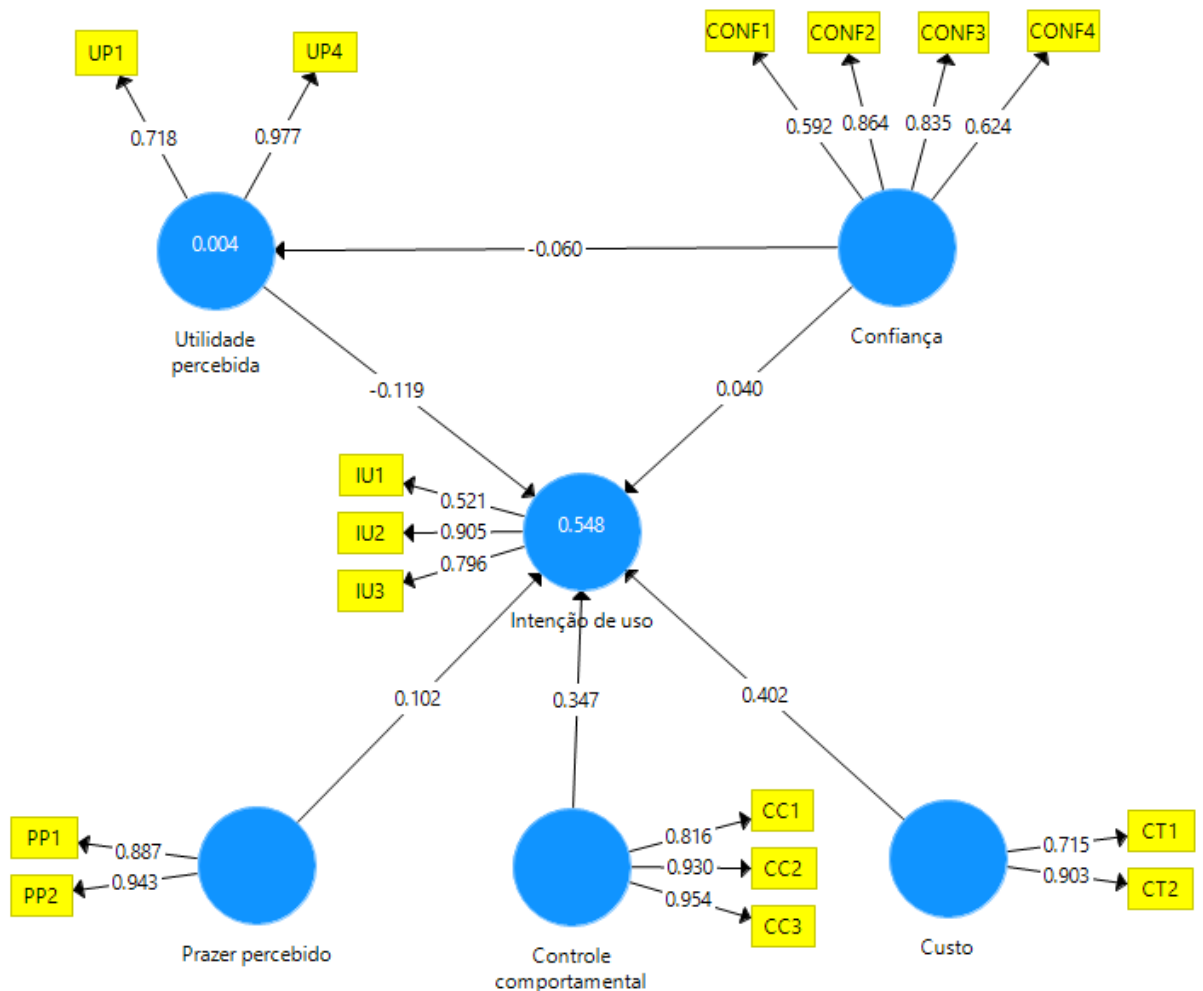 CONF1 CONF2 CONF3 CONF4
UP1 UP4
0.718 0.977
0.592 0.864 0.835 0.624
0.004
-0.060
Utilidade
percebida
Confiança
-0.119
0.040
IU1
0.521
IU2
0.905
IU3
0.796
0.548
Intenção de uso
0.102
0.347
0.402
PP1
0.887
PP2
0.943
Prazer percebido
CC1
0.816
CC2
0.930
CC3
0.954
Controle
comportamental
CT1
0.715
CT2
0.903
Custo